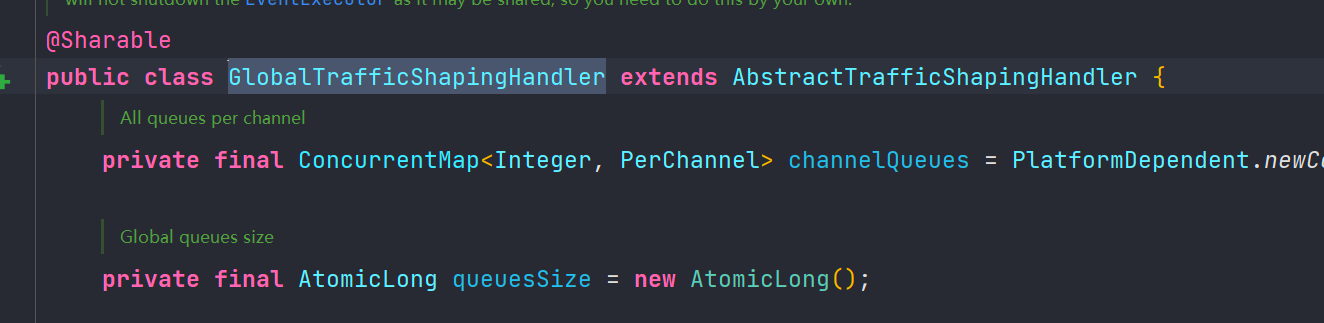 will not shutdown the EventExecutor as it may be shared, so you need to do this by your own.
@Sharable
public class GlobalTrafficShapingHandler extends AbstractTrafficShapingHandler {
All queues per channel
private final ConcurrentMap<Integer, PerChannel> channelQueues = PlatformDependent.newCo
Global queues size
private final AtomicLong queuesSize = new AtomicLong();